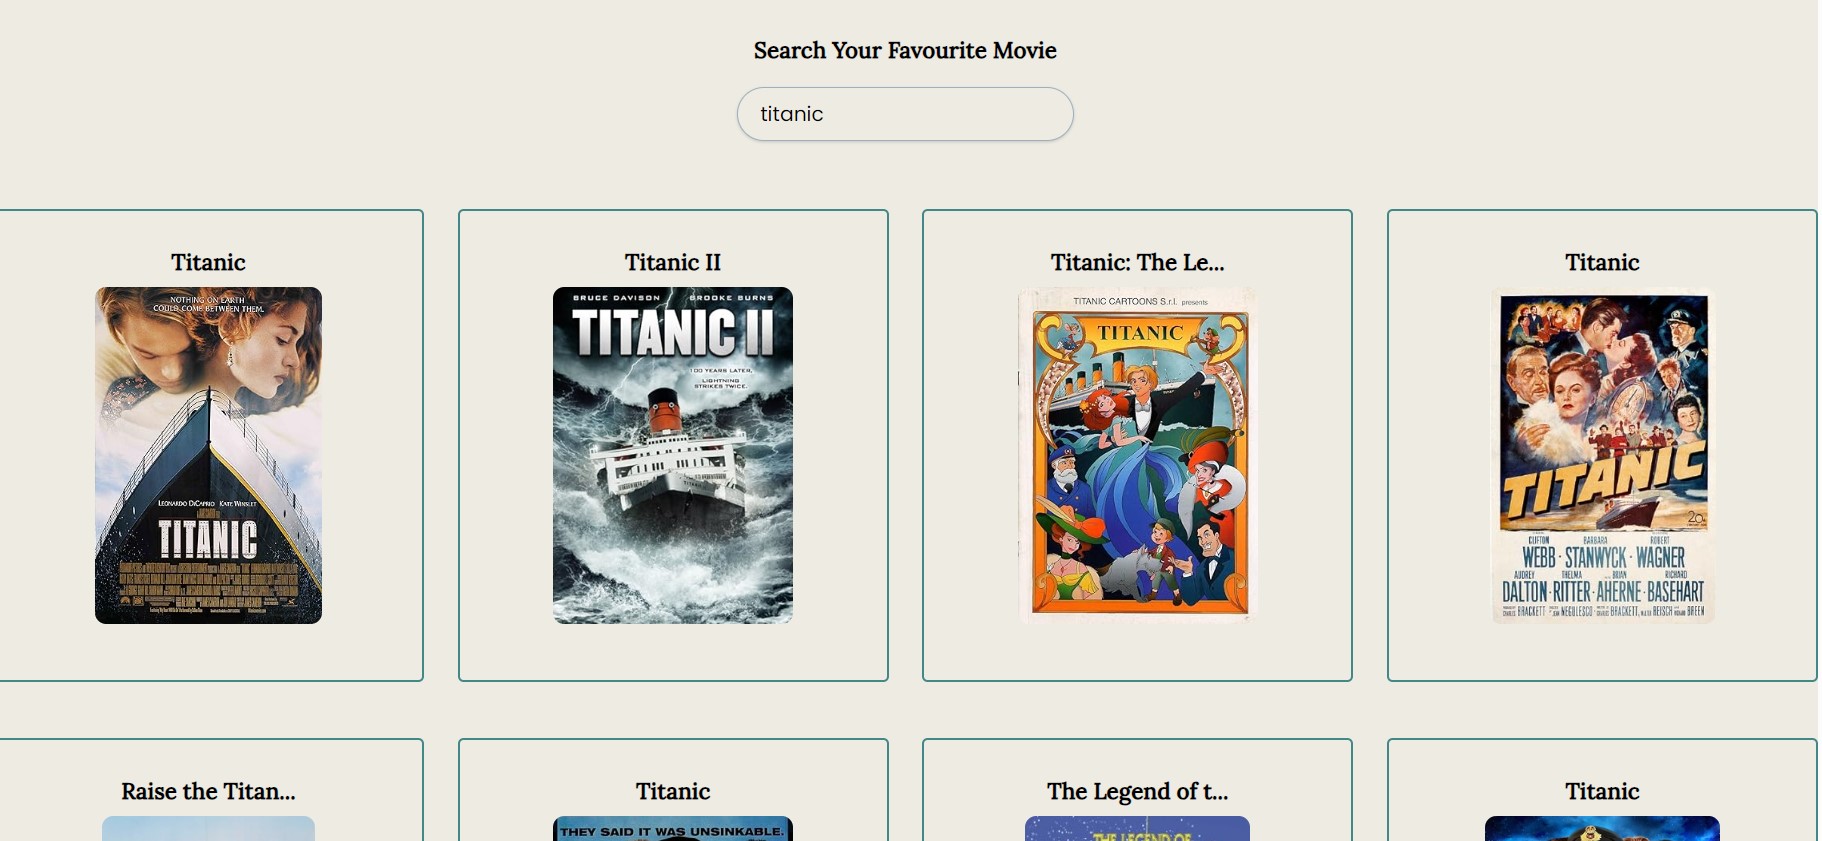 Search Your Favourite Movie
titanic
Titanic
NOTHING ON EARTH
COULD COME BETWEEN THEM.
LEONARDO DICAPRIO KATE WINSLET
TITANIC
Titanic II
BRUCE DAVISON BROOKE BURNS
TITANIC II
100 YEARS LATER,
LIGHTNING
STRIKES TWICE.
Titanic: The Le...
TITANIC CARTOONS S.r.l. presents
TITANIC
Titanic
TITANIC
CLIFTON BARBARA ROBERT
WEBB · STANWYCK · WAGNER
AUDREY THELMA BRIAN RICHARD
DALTON · RITTER · AHERNE · BASEHART
Raise the Titan...
Titanic
THEY SAID IT WAS UNSINKABLE.
The Legend of t...
THE LEGEND OF
Titanic